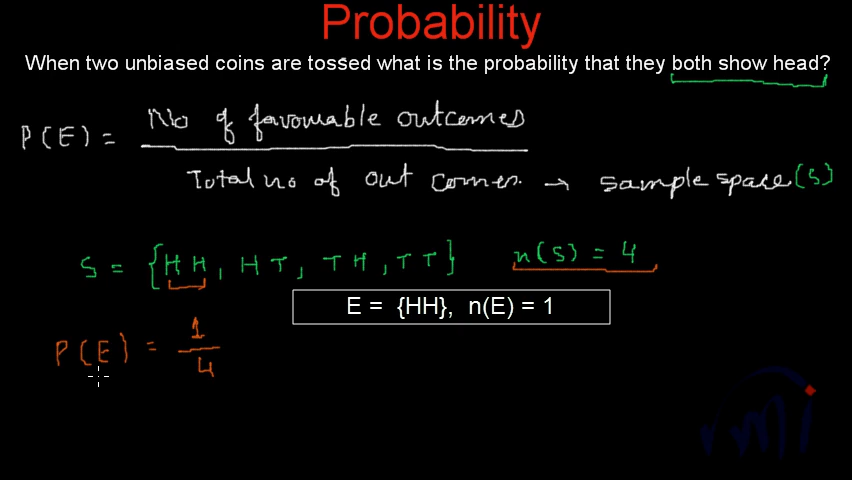 Probability
When two unbiased coins are tossed what is the probability that they both show head?
P(E) = No of favourable outcomes
Total no of out comes → sample space (S)
S = {HH, HT, TH, TT} n(S) = 4
E = {HH}, n(E) = 1
P(E) = 1/4
rmi